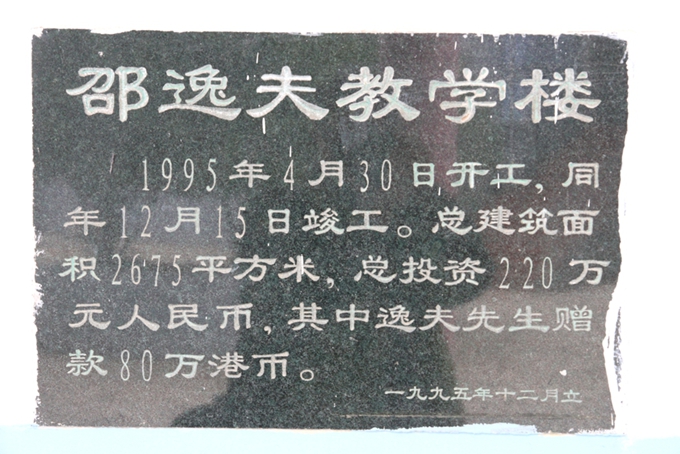 邵逸夫教学楼
1995年4月30日开工,同
年12月15日竣工。总建筑面
积2675平方米,总投资220万
元人民币,其中逸夫先生赠
款80万港币。
一九九五年十二月立